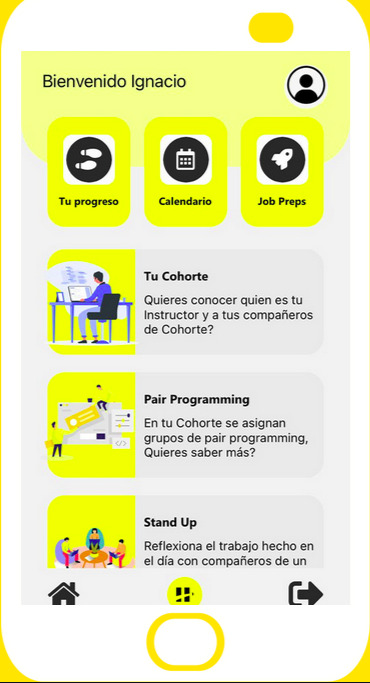 Bienvenido Ignacio
Tu progreso
Calendario
Job Preps
Tu Cohorte
Quieres conocer quien es tu
Instructor y a tus compañeros
de Cohorte?
Pair Programming
En tu Cohorte se asignan
grupos de pair programming,
Quieres saber más?
Stand Up
Reflexiona el trabajo hecho en
el día con compañeros de un